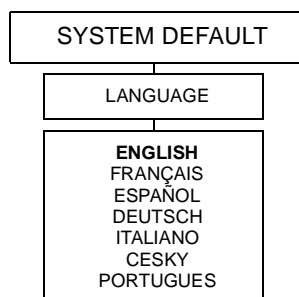 SYSTEM DEFAULT
LANGUAGE
ENGLISH
FRANÇAIS
ESPAÑOL
DEUTSCH
ITALIANO
CESKY
PORTUGUES